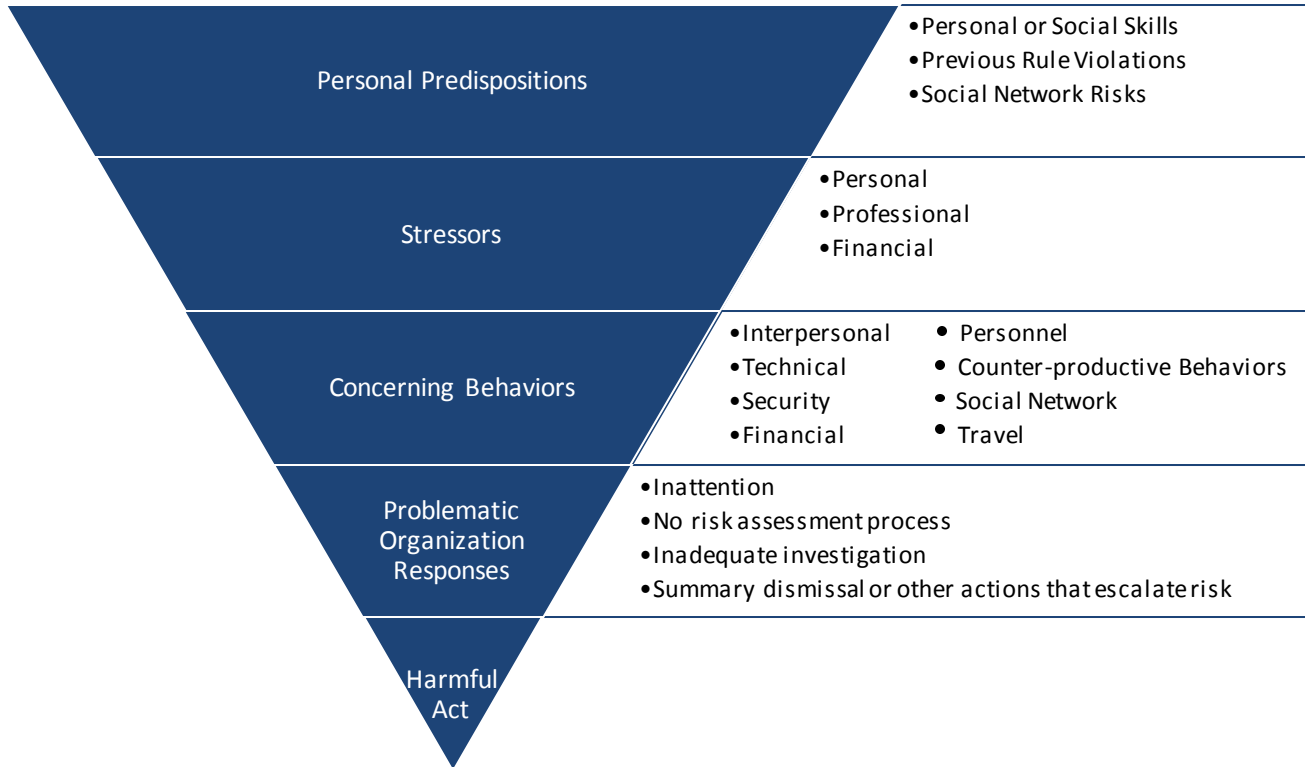 Personal Predispositions
•Personal or Social Skills
•Previous Rule Violations
•Social Network Risks
Stressors
•Personal
•Professional
•Financial
Concerning Behaviors
•Interpersonal
•Technical
•Security
•Financial
• Personnel
• Counter-productive Behaviors
• Social Network
• Travel
Problematic
Organization
Responses
•Inattention
•No risk assessment process
•Inadequate investigation
•Summary dismissal or other actions that escalate risk
Harmful
Act